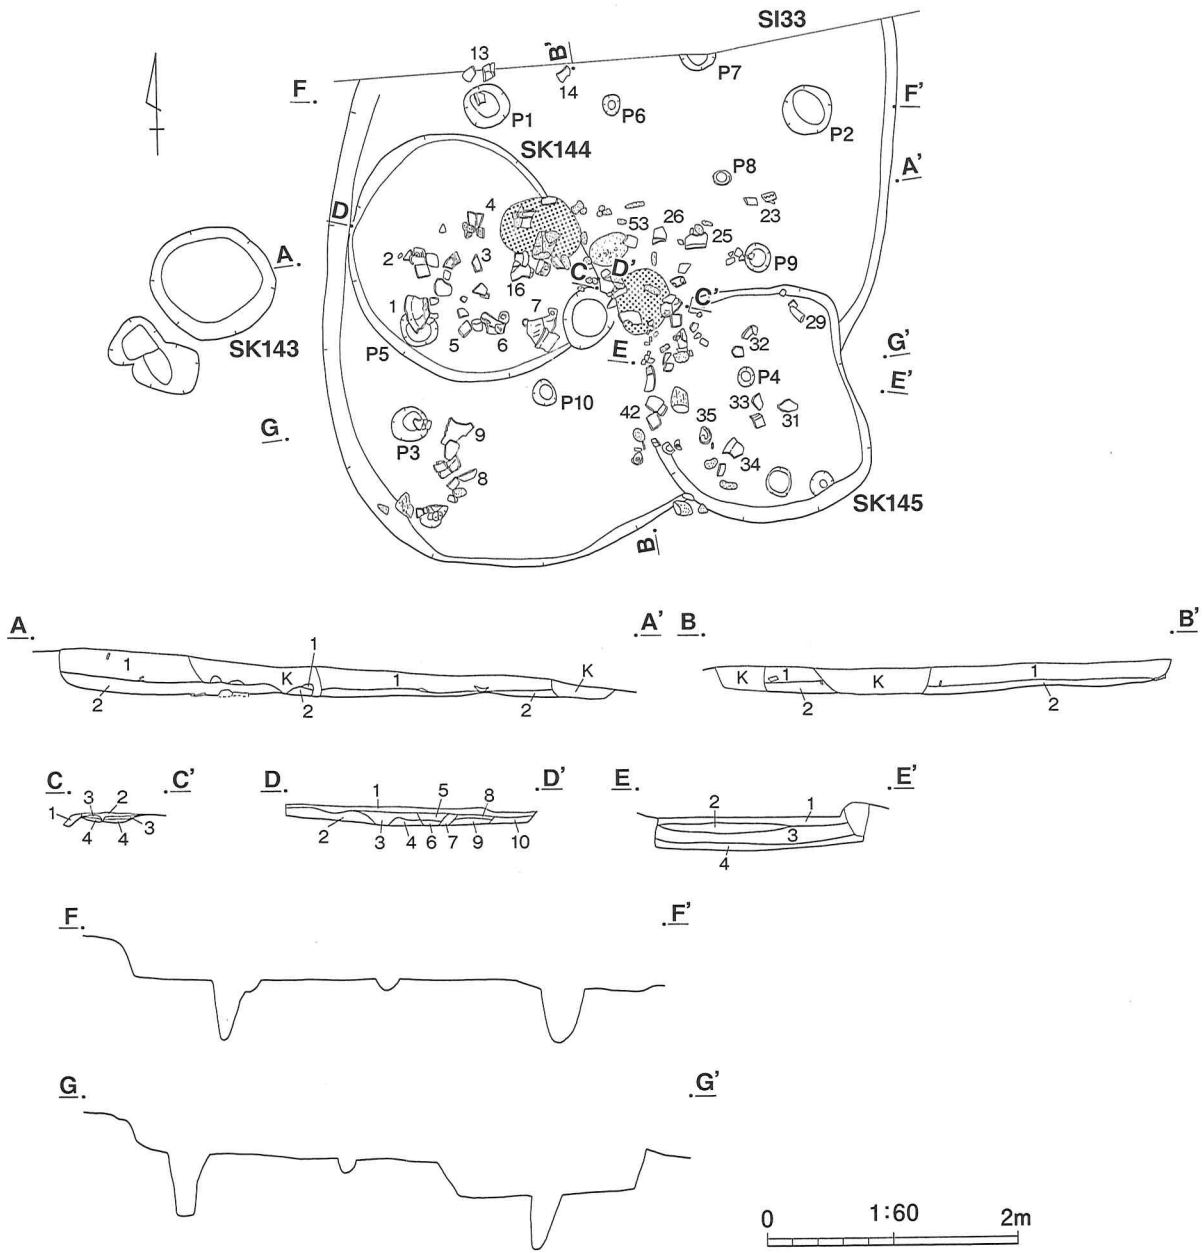 SI33
13
B'
F.
14
P7
P1
P6
P2
.F'
SK144
P8
.A'
D.
4
53
26
25
23
A.
2
3
16
C.
D'
P9
1
7
.C'
29
SK143
P5
5
6
E.
32
.G'
P10
P4
.E'
G.
P3
9
42
35
33
31
8
34
SK145
B.
A.
1
.A'
B.
.B'
1
K
1
K
K
1
K
2
2
2
2
2
C.
.C'
D.
.D'
E.
.E'
3
2
1
5
8
2
1
1
3
2
3
4
4
3
4
6
7
9
10
4
F.
.F'
G.
.G'
0
1:60
2m